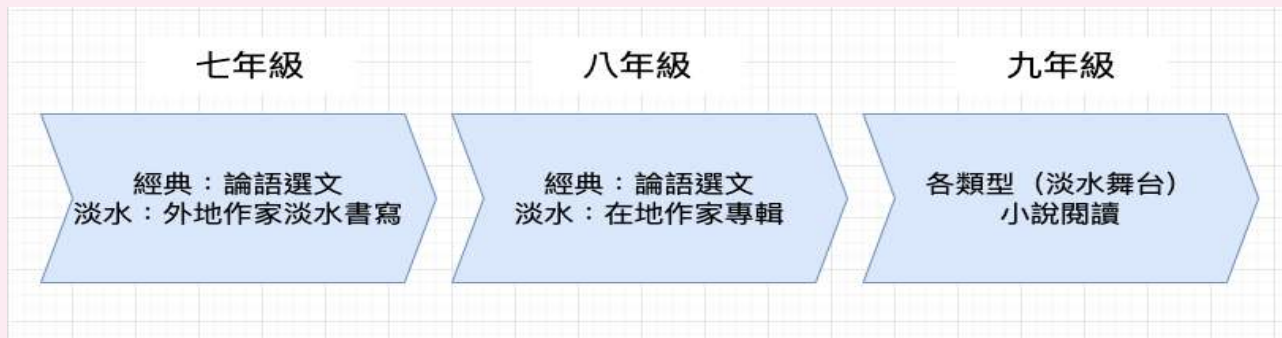 七年級
經典：論語選文
淡水：外地作家淡水書寫
八年級
經典：論語選文
淡水：在地作家專輯
九年級
各類型（淡水舞台）
小說閱讀